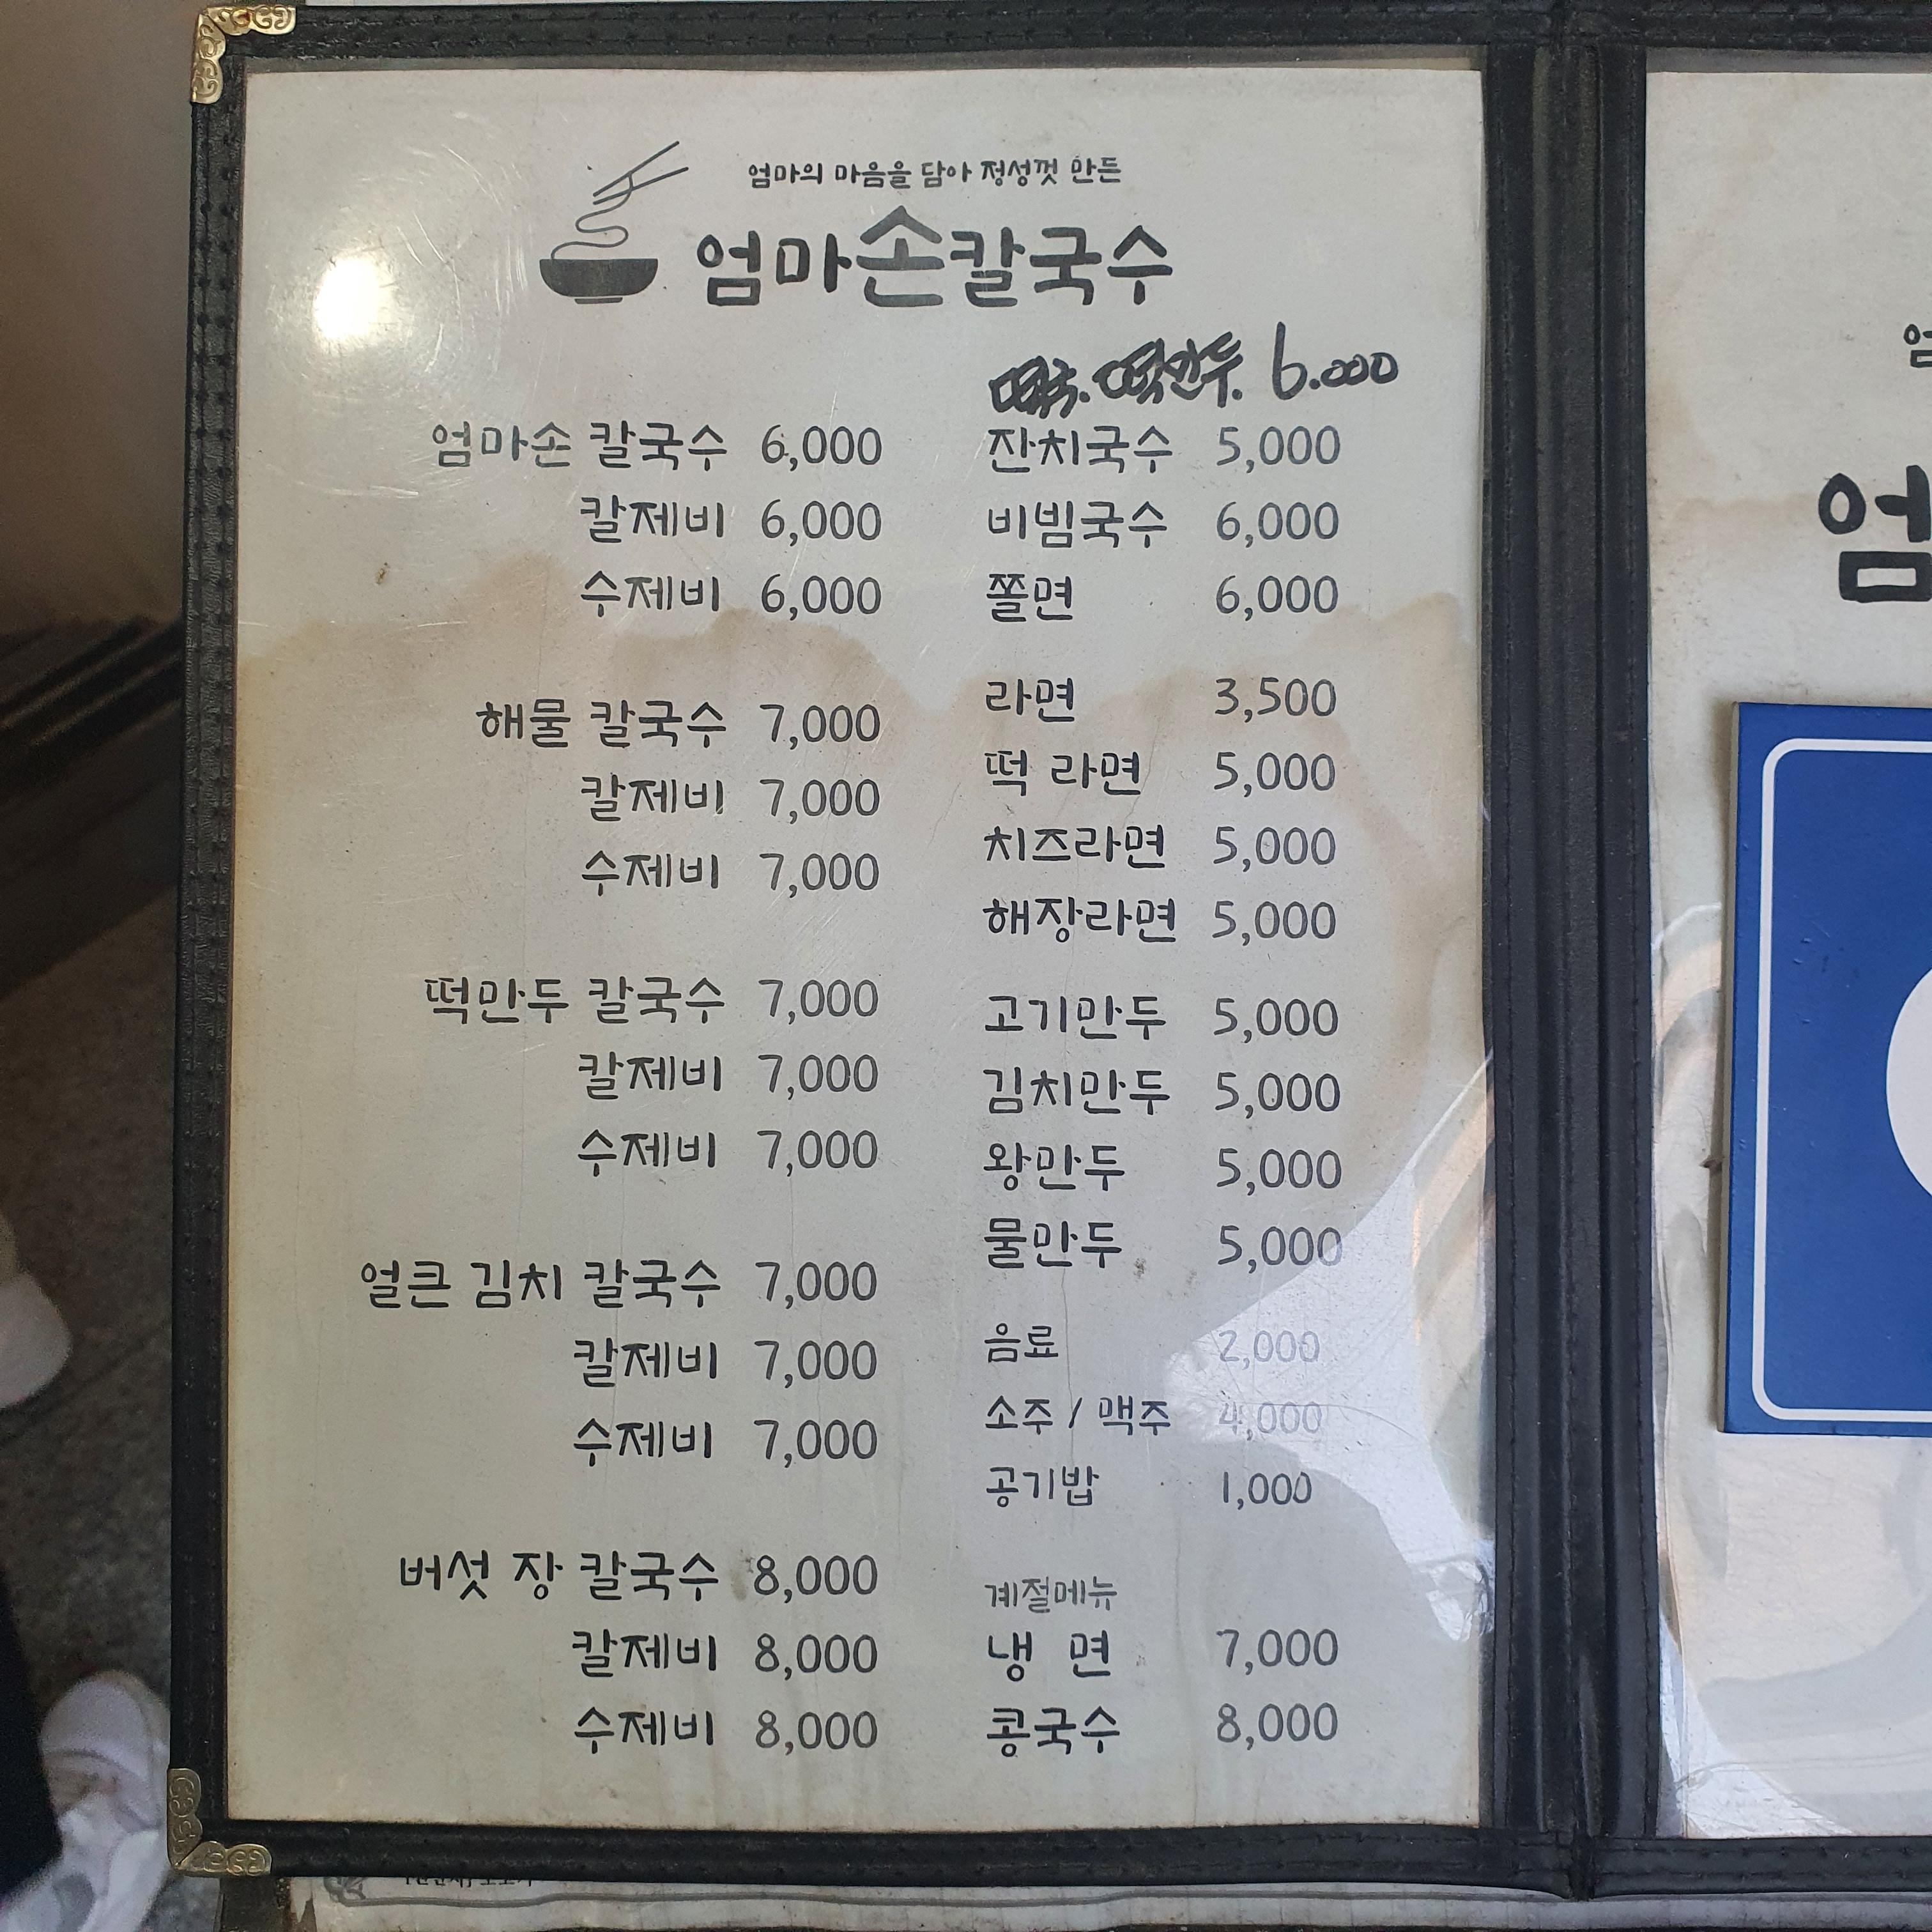 엄마의 마음을 담아 정성껏 만든
엄마손칼국수
떡국. 떡만두. 6.000
엄마손 칼국수 6,000
칼제비 6,000
수제비 6,000
해물 칼국수 7,000
칼제비 7,000
수제비 7,000
떡만두 칼국수 7,000
칼제비 7,000
수제비 7,000
얼큰 김치 칼국수 7,000
칼제비 7,000
수제비 7,000
버섯 장 칼국수 8,000
칼제비 8,000
수제비 8,000
잔치국수 5,000
비빔국수 6,000
쫄면 6,000
라면 3,500
떡 라면 5,000
치즈라면 5,000
해장라면 5,000
고기만두 5,000
김치만두 5,000
왕만두 5,000
물만두 5,000
음료 2,000
소주 / 맥주 4,000
공기밥 1,000
계절메뉴
냉 면 7,000
콩국수 8,000
엄
엄